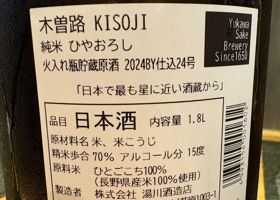 木曽路 KISOJI
純米 ひやおろし
火入れ瓶貯蔵原酒 2024BY仕込24号
「日本で最も星に近い酒蔵から」
Yukawa
Sake
Brewery
Since1650
品目 日本酒 内容量 1.8L
原材料名 米、米こうじ
精米歩合 70% アルコール分 15度
原料米 ひとごこち100%
(長野県産米100%使用)
製造者 株式会社 湯川酒造店
1003-1